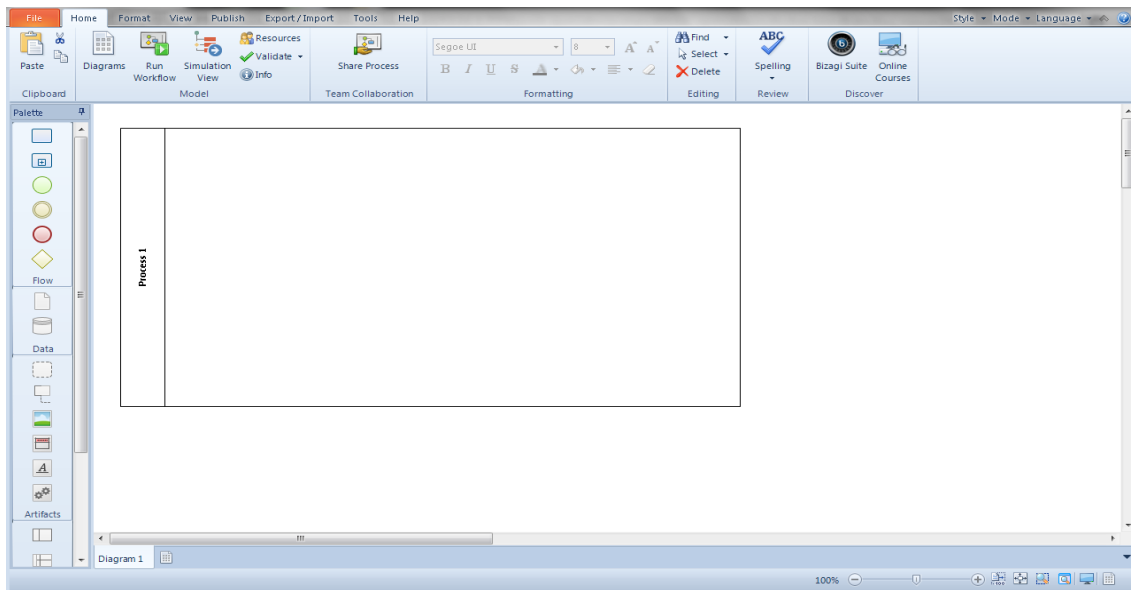 File Home Format View Publish Export/Import Tools Help Style Mode Language
Paste
Clipboard
Diagrams
Run Workflow
Simulation View
Resources
Validate
Info
Model
Share Process
Team Collaboration
Segoe UI 8 A A
B I U S A
Formatting
Find
Select
Delete
Editing
ABC
Spelling
Review
Bizagi Suite
Online Courses
Discover
Palette
Flow
Data
A
Artifacts
Process 1
Diagram 1
100%